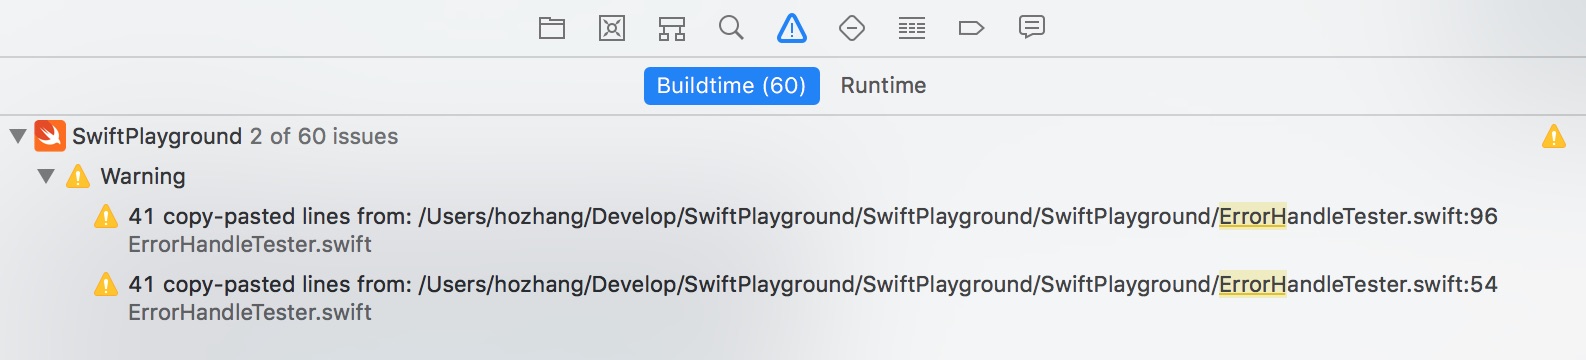 Buildtime (60) Runtime
SwiftPlayground 2 of 60 issues
Warning
41 copy-pasted lines from: /Users/hozhang/Develop/SwiftPlayground/SwiftPlayground/SwiftPlayground/ErrorHandleTester.swift:96
ErrorHandleTester.swift
41 copy-pasted lines from: /Users/hozhang/Develop/SwiftPlayground/SwiftPlayground/SwiftPlayground/ErrorHandleTester.swift:54
ErrorHandleTester.swift